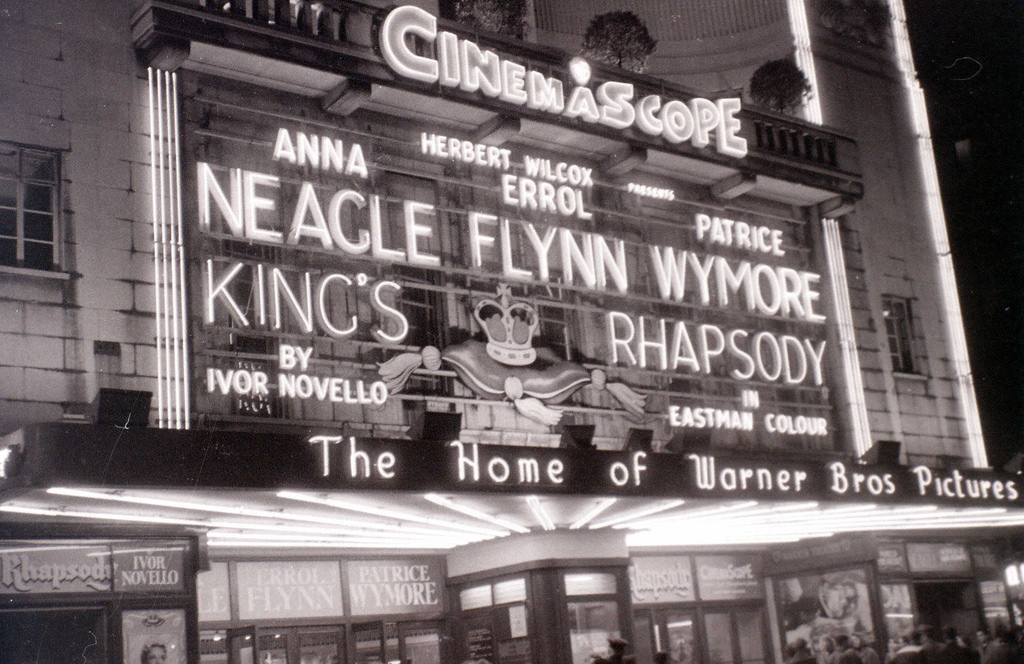 CINEMASCOPE
HERBERT WILCOX PRESENTS
ANNA ERROL PATRICE
NEAGLE FLYNN WYMORE
KING'S RHAPSODY
BY IN
IVOR NOVELLO EASTMAN COLOUR
The Home of Warner Bros Pictures
Rhapsody
IVOR
NOVELLO
LE
ERROL
FLYNN
PATRICE
WYMORE
Rhapsody
CINEMASCOPE